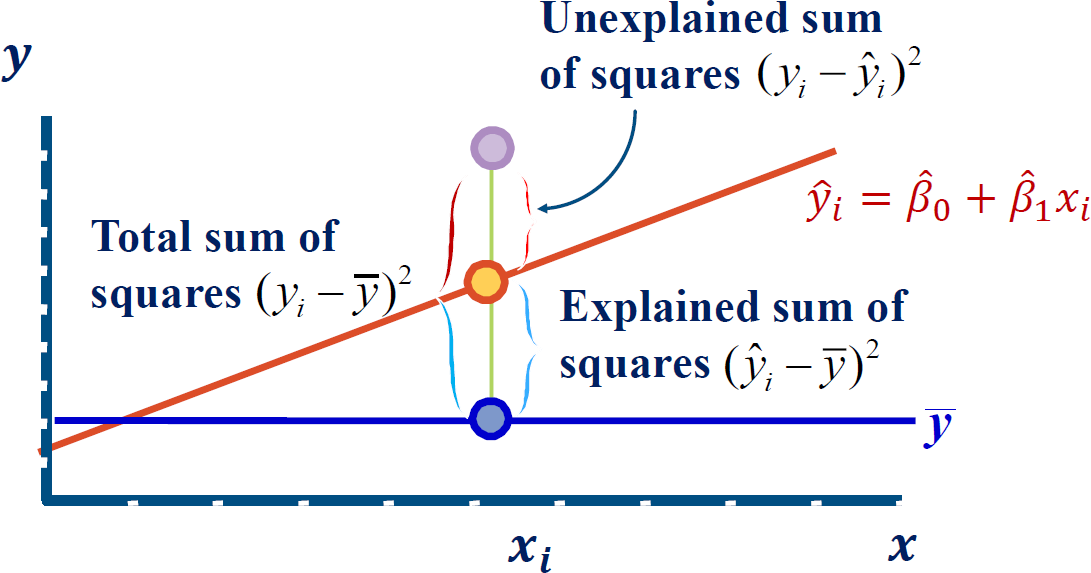 Unexplained sum
of squares (yᵢ − ŷᵢ)²
y
ŷᵢ = β̂₀ + β̂₁xᵢ
Total sum of
squares (yᵢ − y̅)²
Explained sum of
squares (ŷᵢ − y̅)²
y̅
xᵢ
x